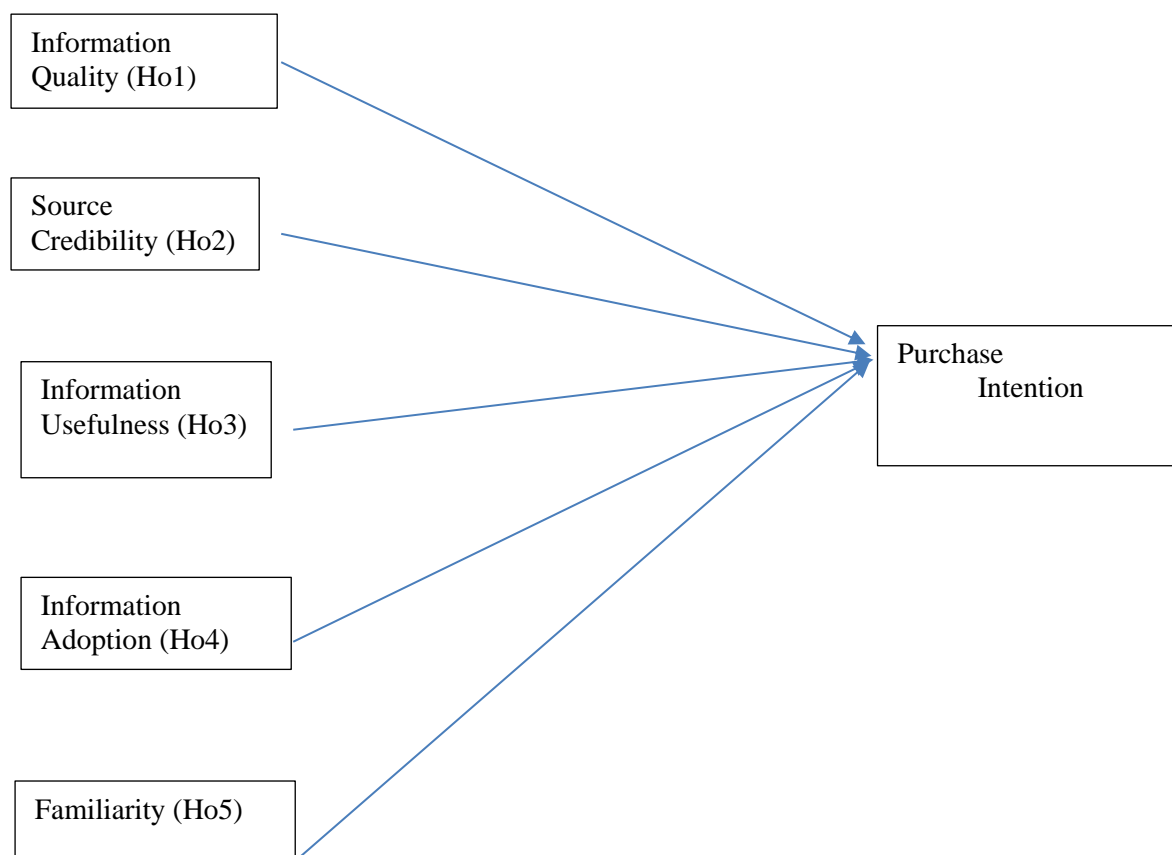 Information
Quality (Ho1)
Source
Credibility (Ho2)
Information
Usefulness (Ho3)
Purchase
Intention
Information
Adoption (Ho4)
Familiarity (Ho5)